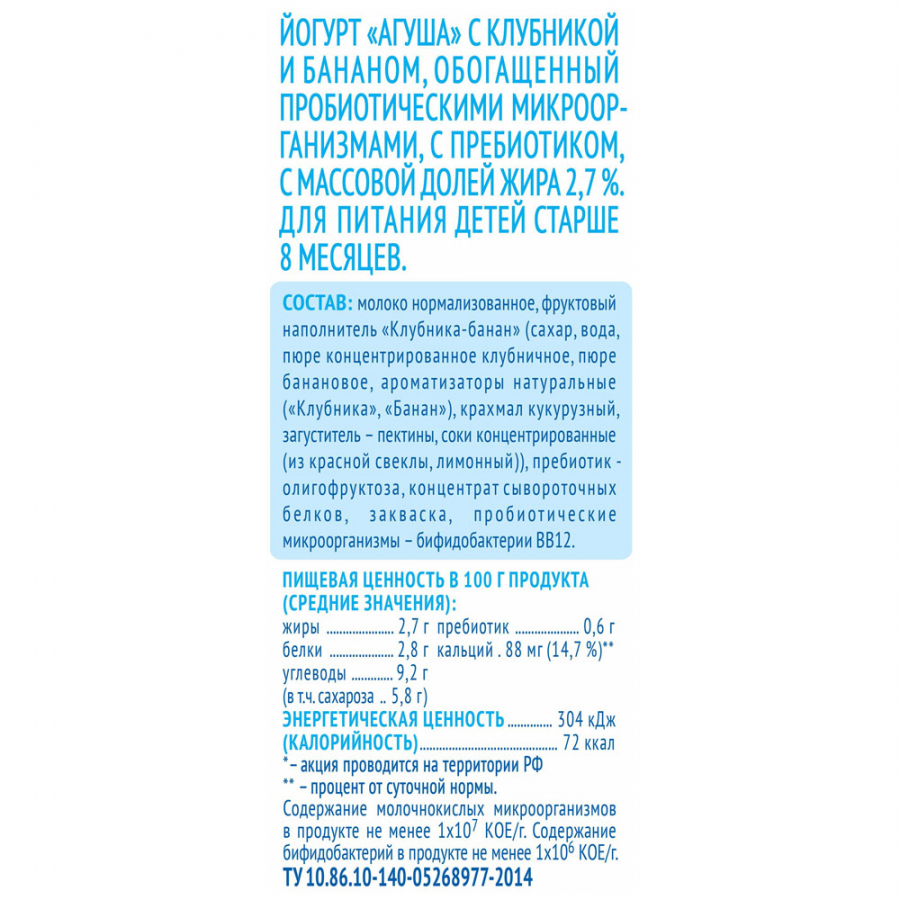 ЙОГУРТ «АГУША» С КЛУБНИКОЙ
И БАНАНОМ, ОБОГАЩЕННЫЙ
ПРОБИОТИЧЕСКИМИ МИКРООР-
ГАНИЗМАМИ, С ПРЕБИОТИКОМ,
С МАССОВОЙ ДОЛЕЙ ЖИРА 2,7 %.
ДЛЯ ПИТАНИЯ ДЕТЕЙ СТАРШЕ
8 МЕСЯЦЕВ.
СОСТАВ: молоко нормализованное, фруктовый
наполнитель «Клубника-банан» (сахар, вода,
пюре концентрированное клубничное, пюре
банановое, ароматизаторы натуральные
(«Клубника», «Банан»), крахмал кукурузный,
загуститель – пектины, соки концентрированные
(из красной свеклы, лимонный)), пребиотик -
олигофруктоза, концентрат сывороточных
белков, закваска, пробиотические
микроорганизмы – бифидобактерии BB12.
ПИЩЕВАЯ ЦЕННОСТЬ В 100 Г ПРОДУКТА
(СРЕДНИЕ ЗНАЧЕНИЯ):
жиры ..................... 2,7 г пребиотик .................... 0,6 г
белки .................... 2,8 г кальций . 88 мг (14,7 %)**
углеводы ............. 9,2 г
(в т.ч. сахароза .. 5,8 г)
ЭНЕРГЕТИЧЕСКАЯ ЦЕННОСТЬ .............. 304 кДж
(КАЛОРИЙНОСТЬ) ........................................... 72 ккал
* – акция проводится на территории РФ
** – процент от суточной нормы.
Содержание молочнокислых микроорганизмов
в продукте не менее 1х10⁷ КОЕ/г. Содержание
бифидобактерий в продукте не менее 1х10⁶ КОЕ/г.
ТУ 10.86.10-140-05268977-2014